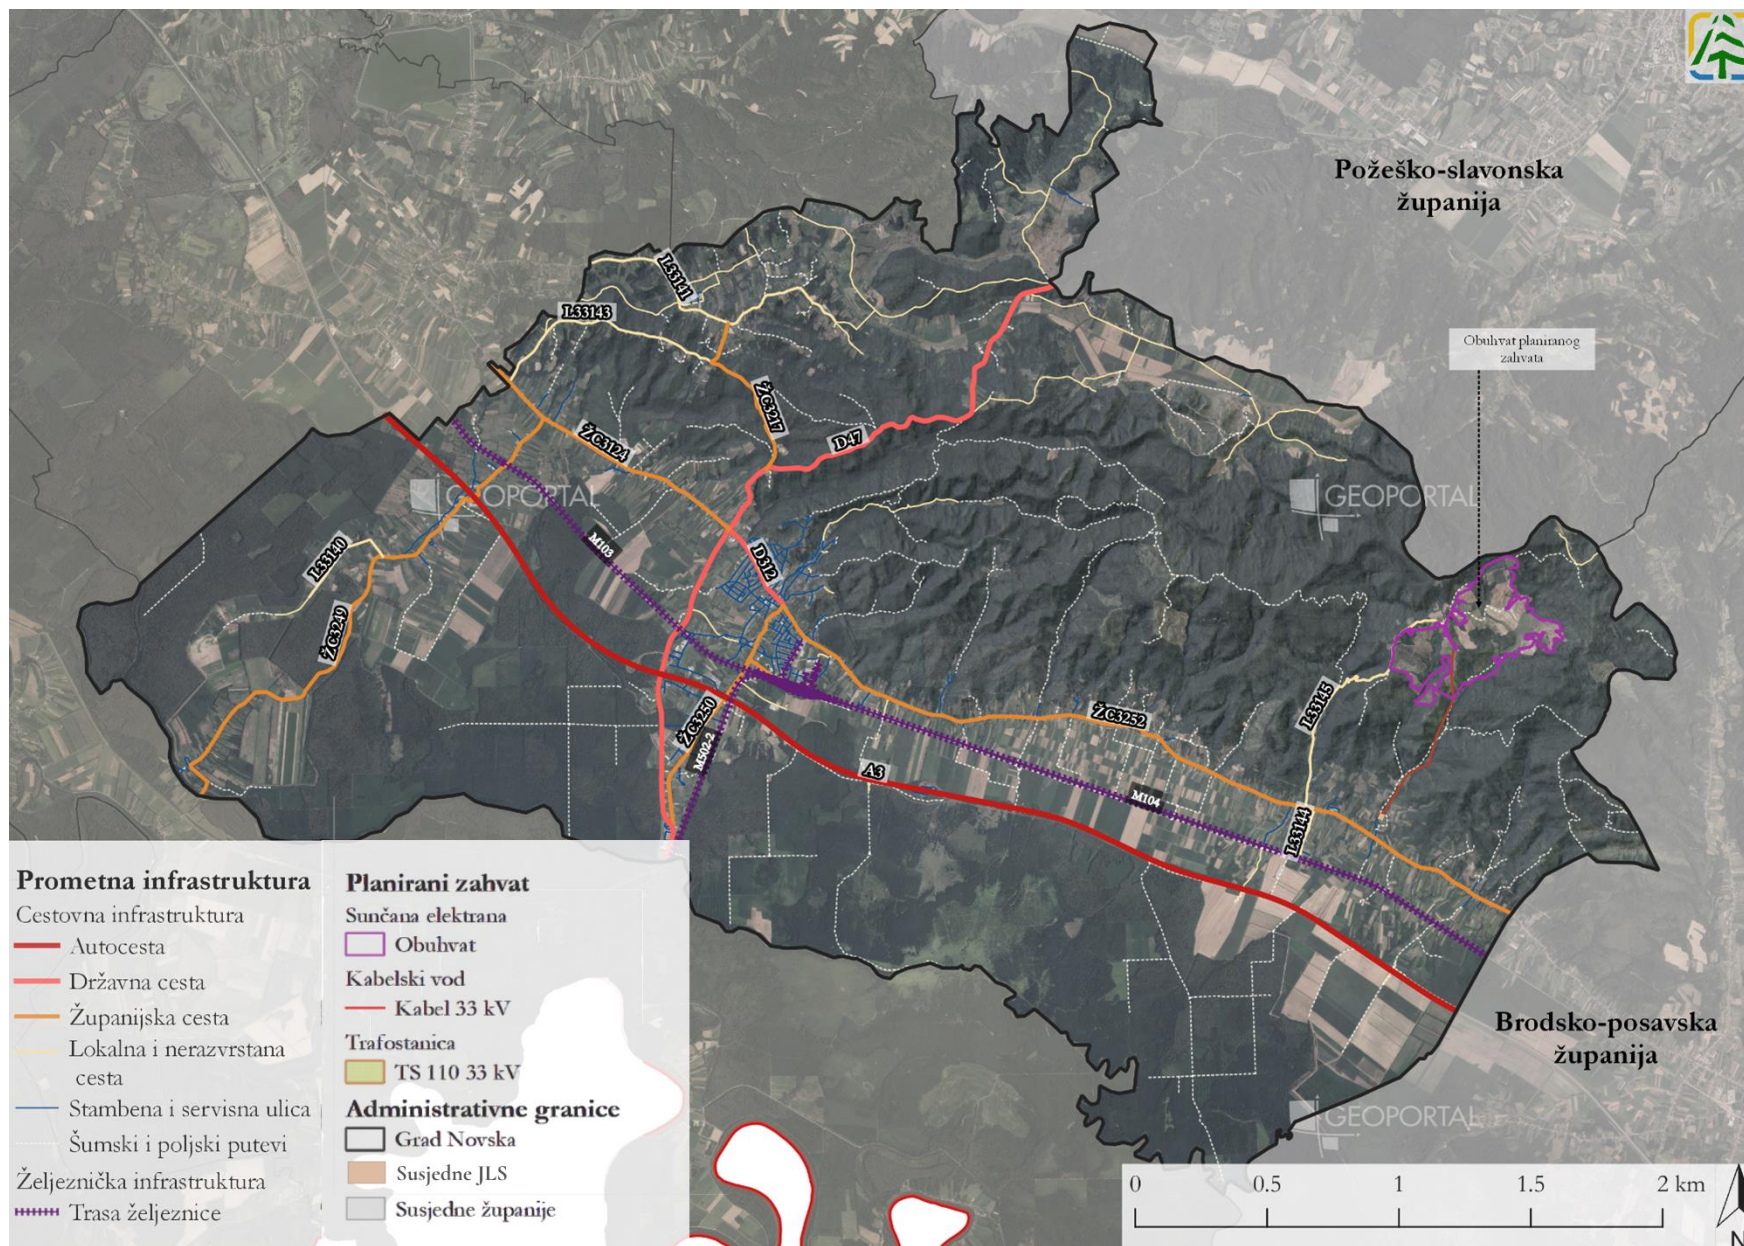 Požeško-slavonska
županija
Obuhvat planiranog
zahvata
L33141
L33143
ŽC3217
D47
ŽC3124
GEOPORTAL
GEOPORTAL
M103
L33140
D312
ŽC3249
L33145
ŽC3250
ŽC3252
M502-2
A3
M104
L33144
Brodsko-posavska
županija
GEOPORTAL
Prometna infrastruktura
Cestovna infrastruktura
Autocesta
Državna cesta
Županijska cesta
Lokalna i nerazvrstana
cesta
Stambena i servisna ulica
Šumski i poljski putevi
Željeznička infrastruktura
Trasa željeznice
Planirani zahvat
Sunčana elektrana
Obuhvat
Kabelski vod
Kabel 33 kV
Trafostanica
TS 110 33 kV
Administrativne granice
Grad Novska
Susjedne JLS
Susjedne županije
0 0.5 1 1.5 2 km
N